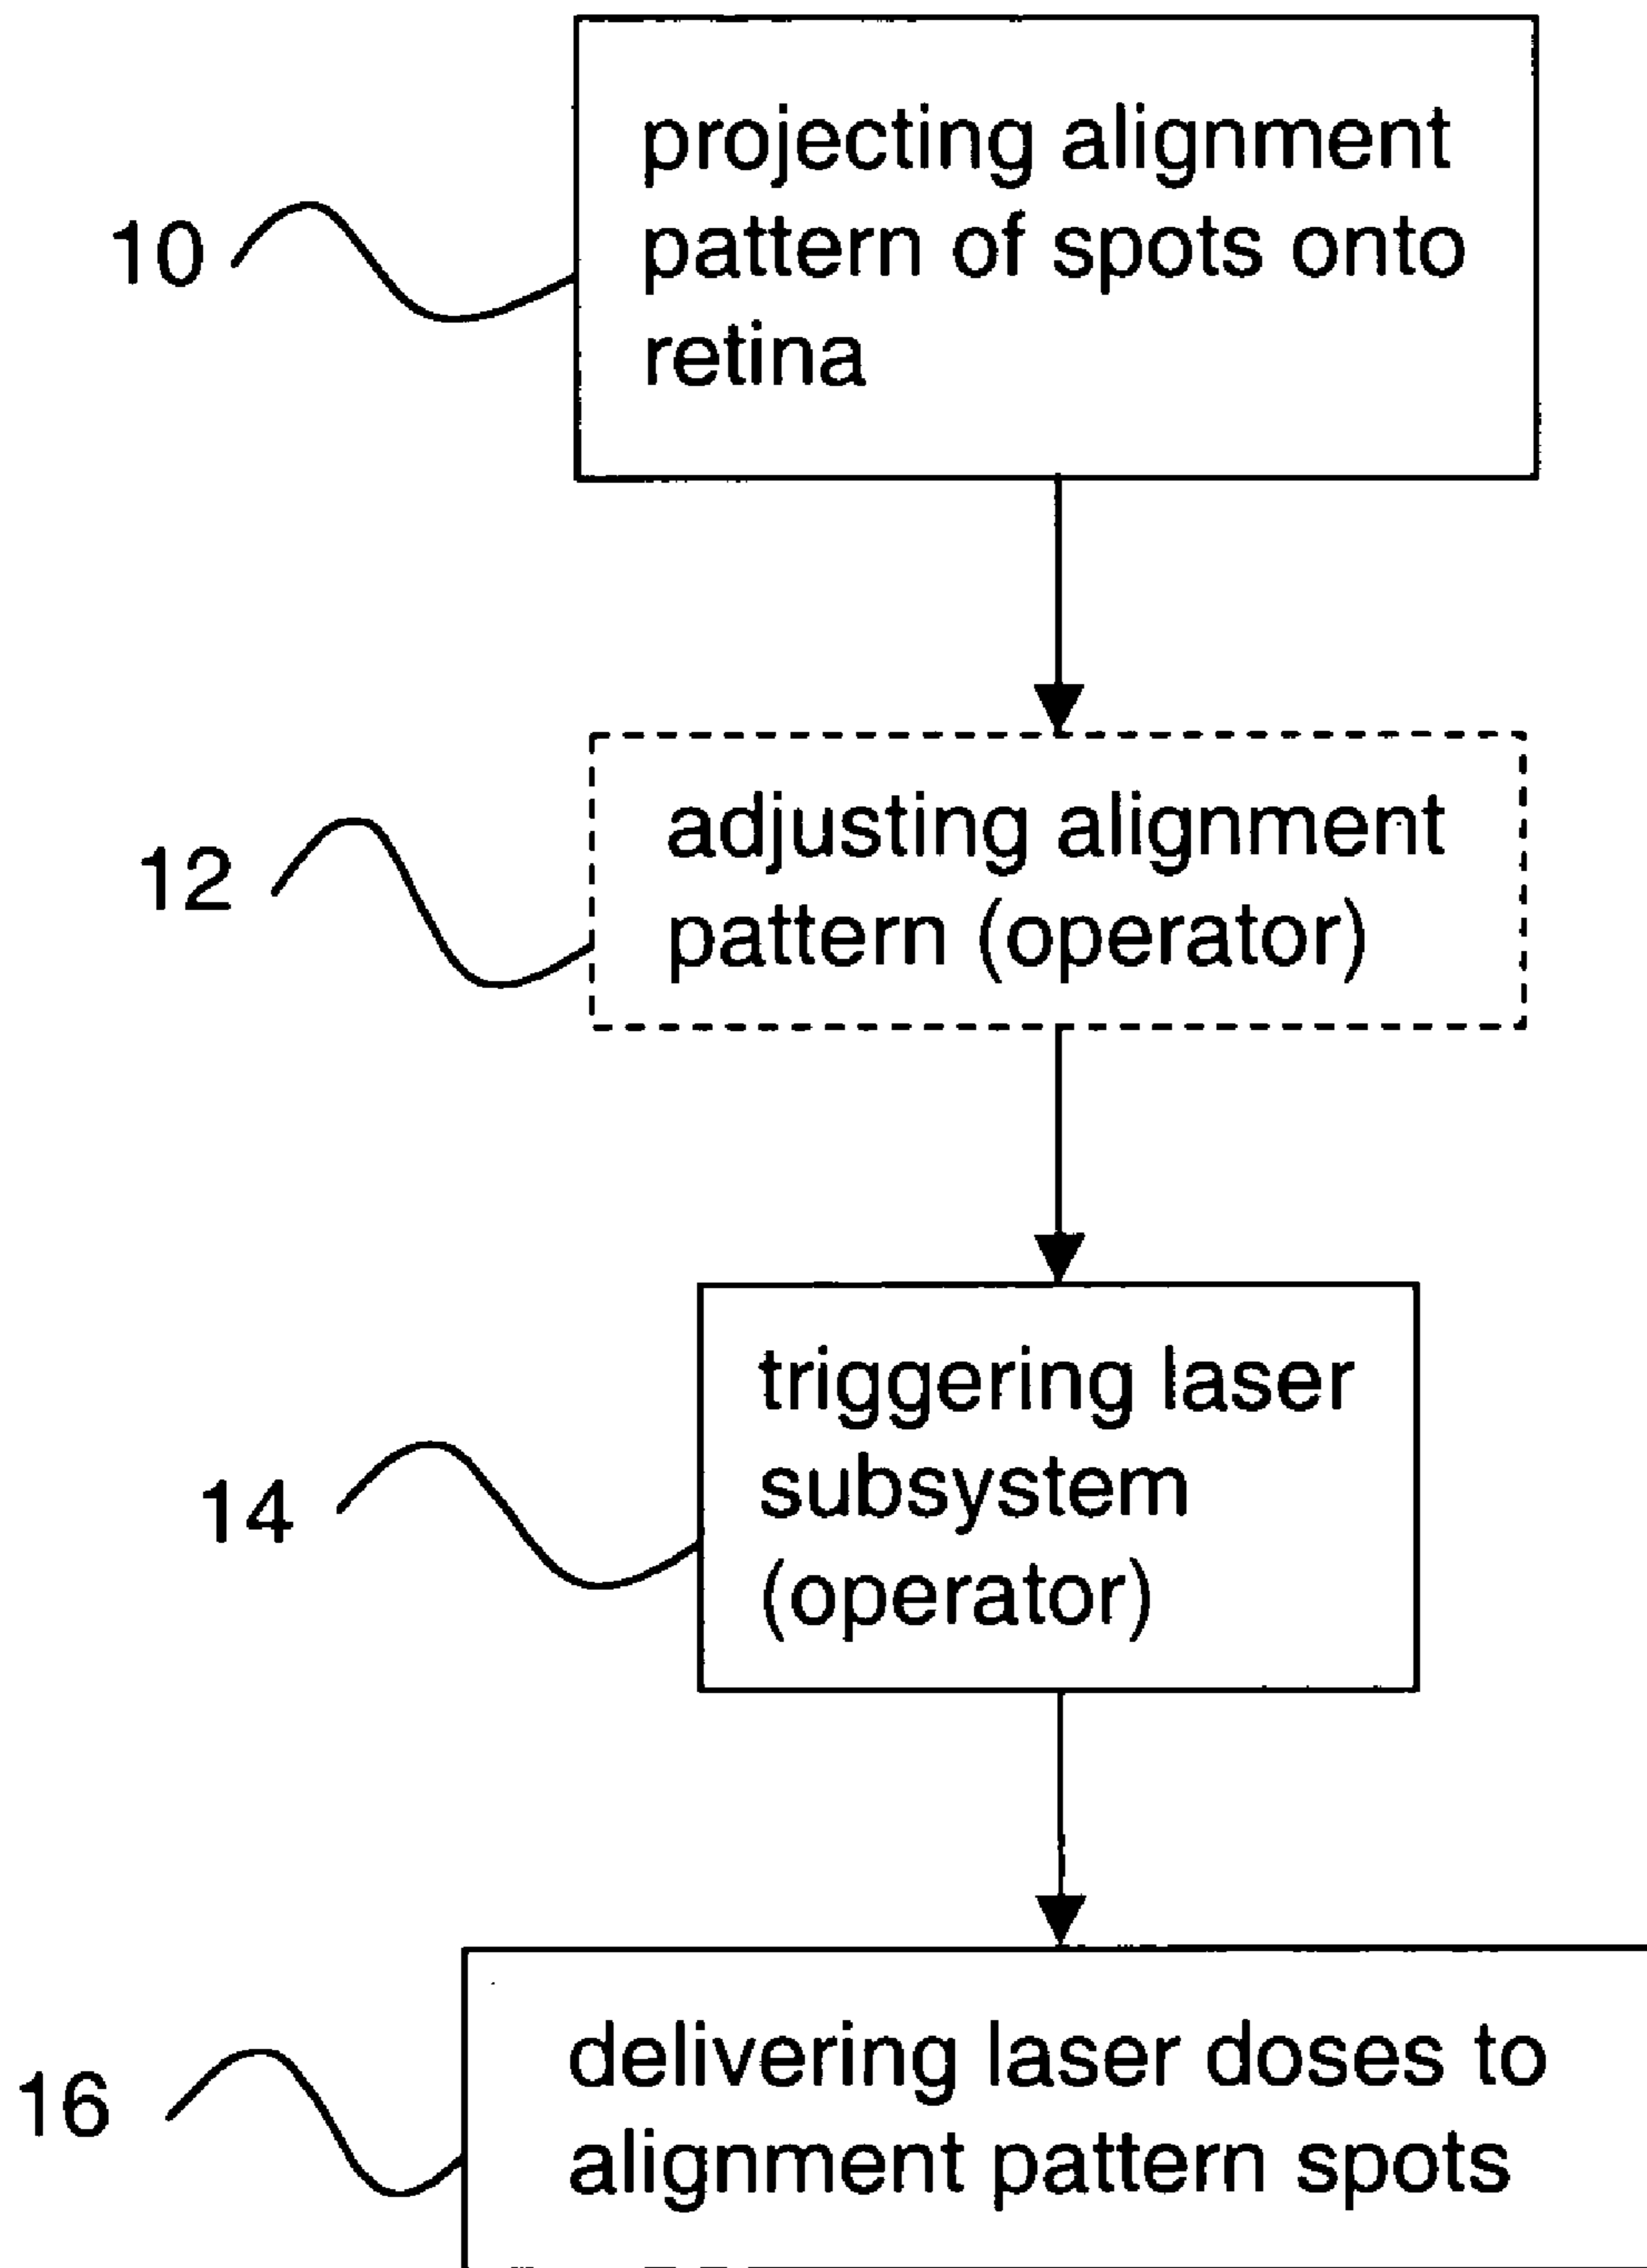 projecting alignment
pattern of spots onto
retina
10
adjusting alignment
pattern (operator)
12
triggering laser
subsystem
(operator)
14
delivering laser doses to
alignment pattern spots
16